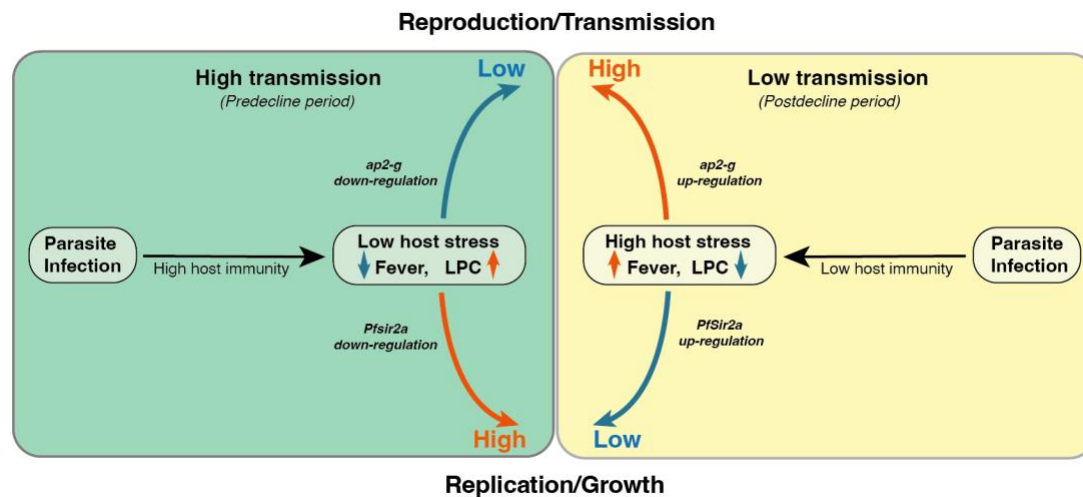 Reproduction/Transmission
High transmission
(Predecline period)
Low
ap2-g
down-regulation
Parasite
Infection
High host immunity
Low host stress
Fever, LPC
Pfsir2a
down-regulation
High
High
Low transmission
(Postdecline period)
ap2-g
up-regulation
High host stress
Fever, LPC
Low host immunity
Parasite
Infection
PfSir2a
up-regulation
Low
Replication/Growth